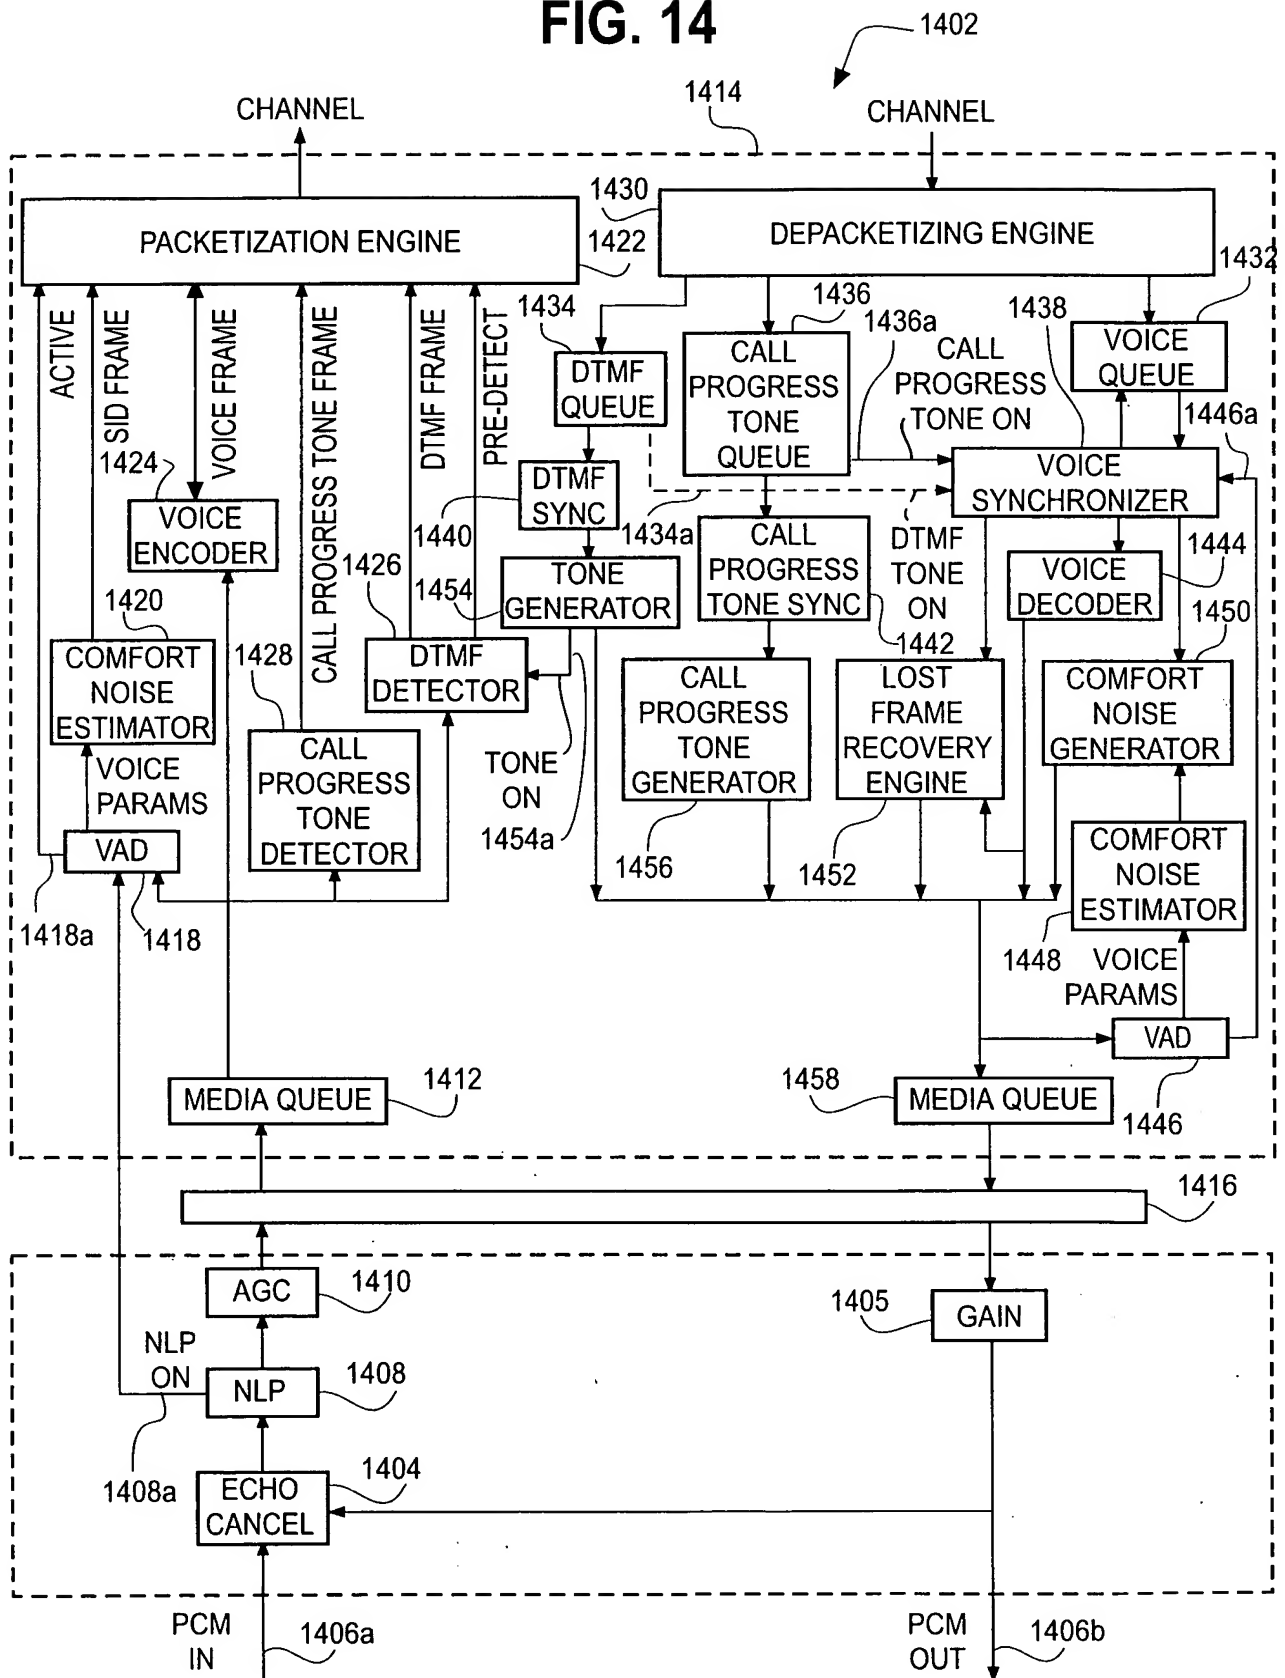 FIG. 14
1402
CHANNEL
1414
CHANNEL
PACKETIZATION ENGINE
1422
1430
DEPACKETIZING ENGINE
1432
ACTIVE
SID FRAME
VOICE FRAME
CALL PROGRESS TONE FRAME
DTMF FRAME
PRE-DETECT
1434
DTMF
QUEUE
1436
CALL
PROGRESS
TONE
QUEUE
1436a
CALL
PROGRESS
TONE ON
1438
VOICE
QUEUE
1446a
VOICE
SYNCHRONIZER
1424
VOICE
ENCODER
DTMF
SYNC
1440
1434a
DTMF
TONE
ON
CALL
PROGRESS
TONE SYNC
1442
VOICE
DECODER
1444
1426
1454
TONE
GENERATOR
1420
COMFORT
NOISE
ESTIMATOR
1428
DTMF
DETECTOR
CALL
PROGRESS
TONE
GENERATOR
LOST
FRAME
RECOVERY
ENGINE
1450
COMFORT
NOISE
GENERATOR
VOICE
PARAMS
CALL
PROGRESS
TONE
DETECTOR
TONE
ON
1454a
VAD
1456
1452
COMFORT
NOISE
ESTIMATOR
1418a
1418
1448
VOICE
PARAMS
VAD
1446
MEDIA QUEUE
1412
1458
MEDIA QUEUE
1416
AGC
1410
1405
GAIN
NLP
ON
NLP
1408
1408a
ECHO
CANCEL
1404
PCM
IN
1406a
PCM
OUT
1406b